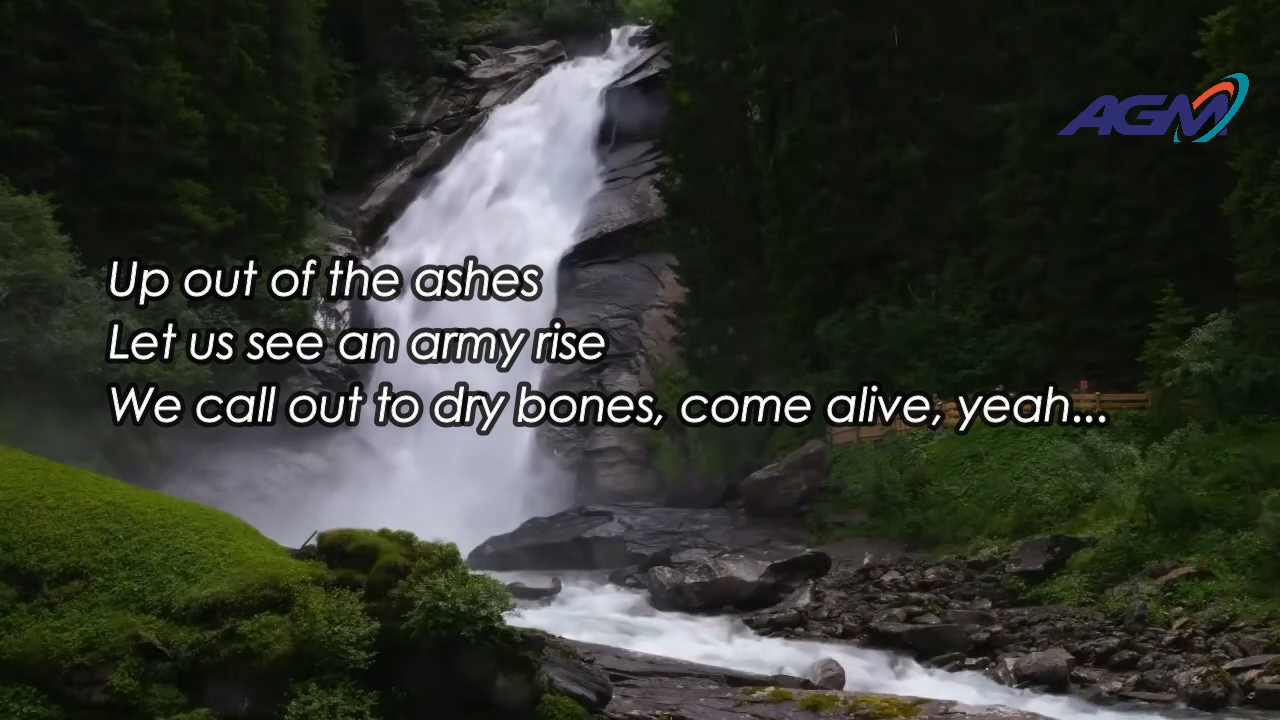 AGM
Up out of the ashes
Let us see an army rise
We call out to dry bones, come alive, yeah...